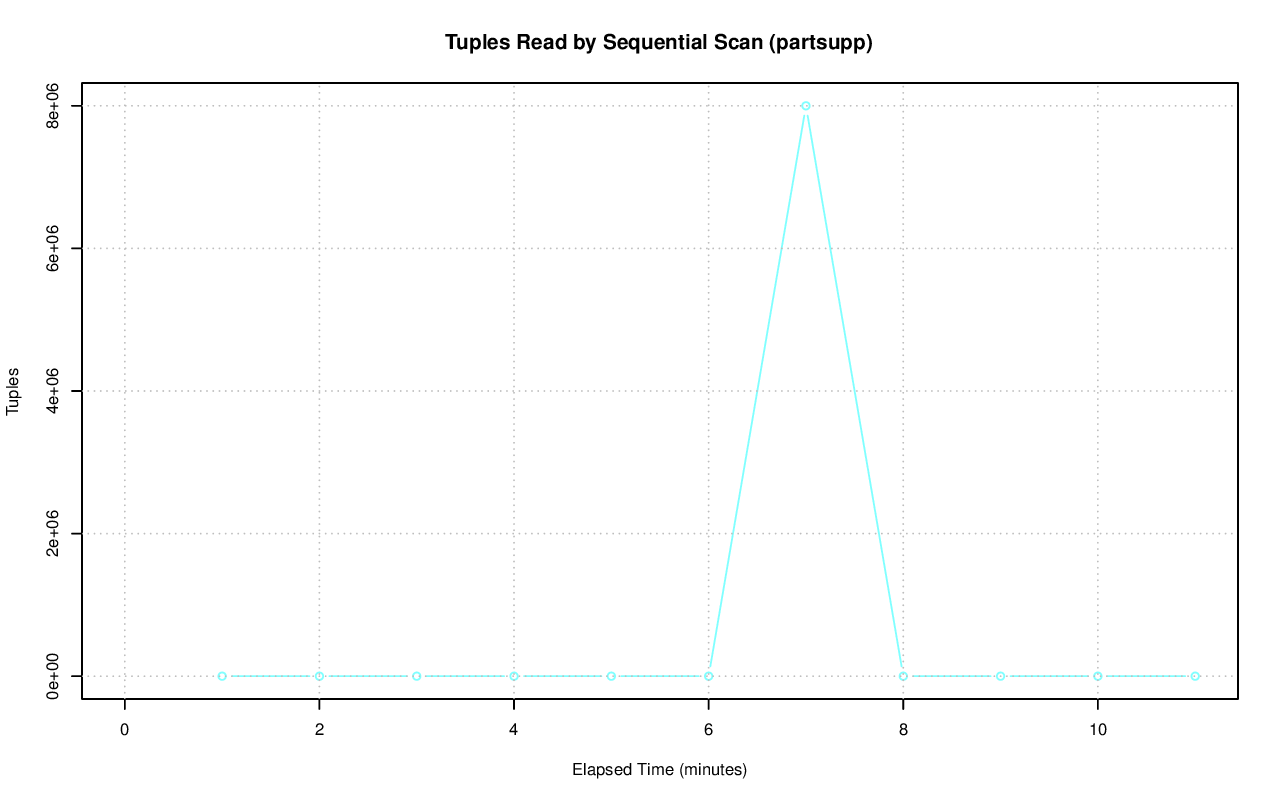 Tuples Read by Sequential Scan (partsupp)
8e+06
6e+06
4e+06
2e+06
0e+00
Tuples
0 2 4 6 8 10
Elapsed Time (minutes)